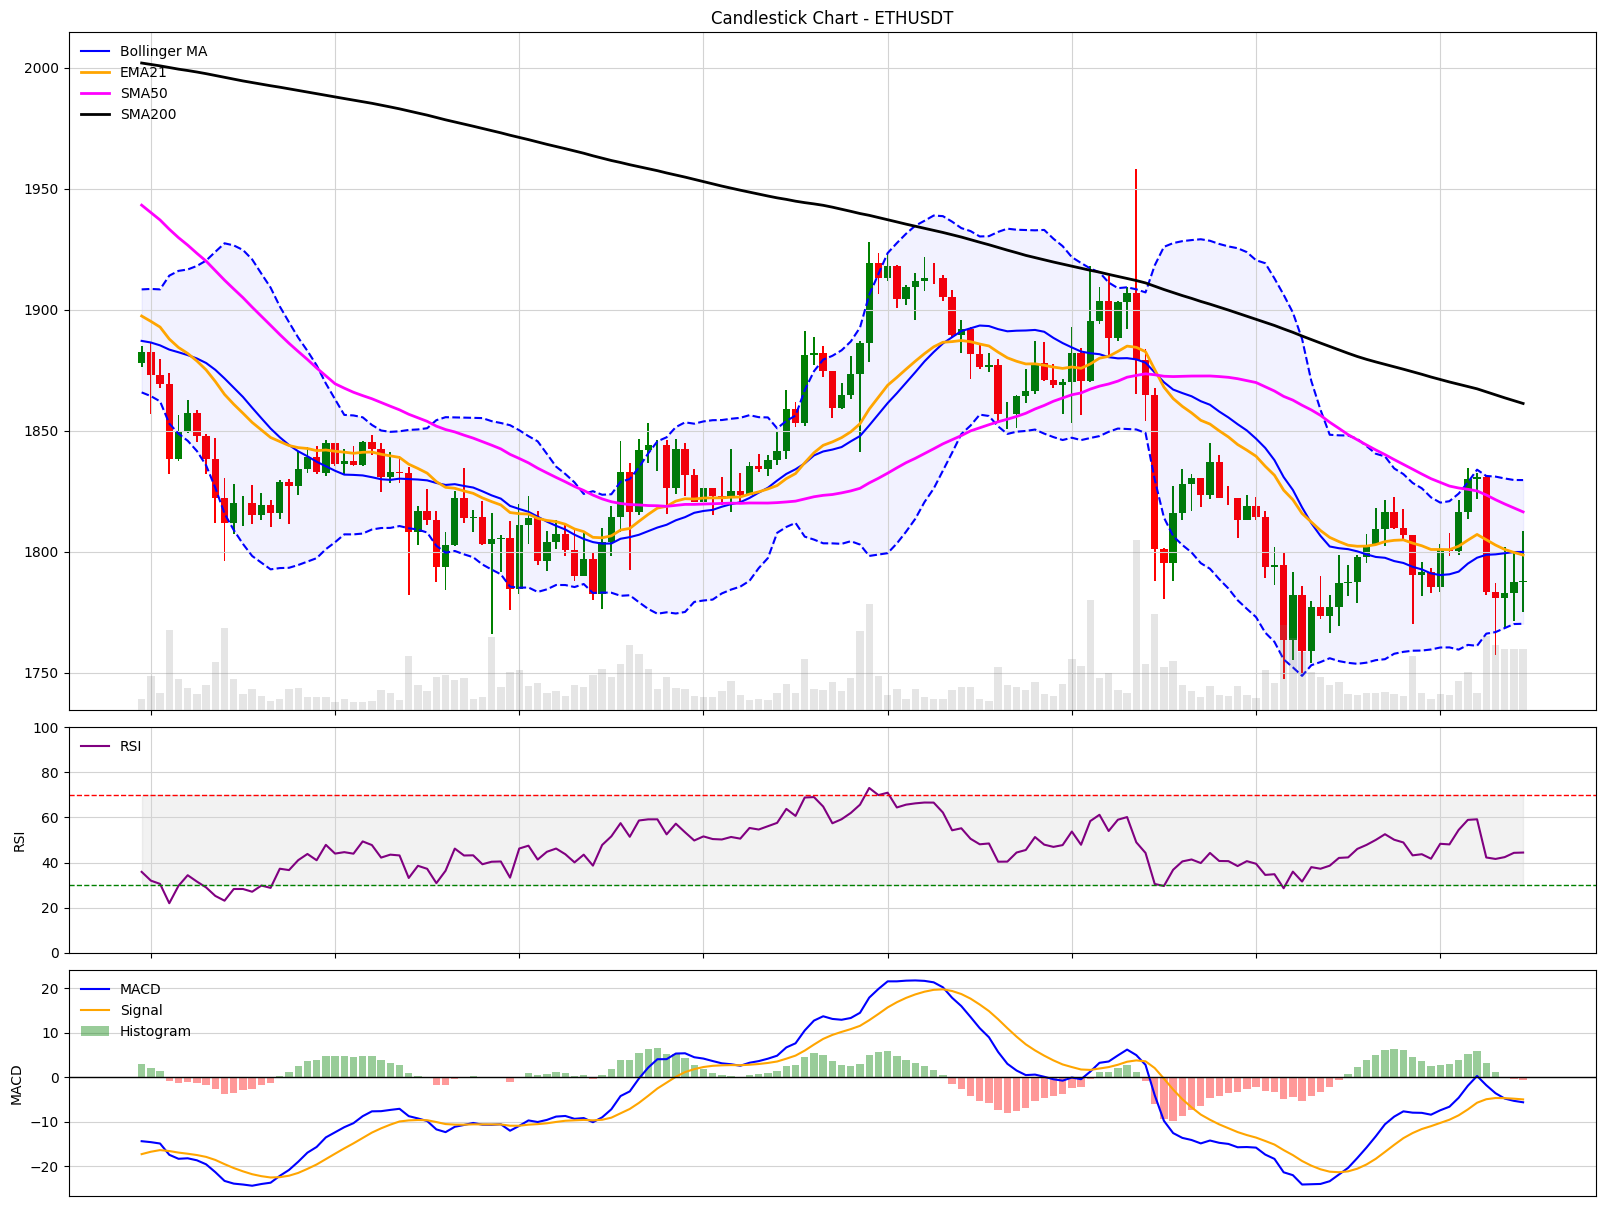 Candlestick Chart - ETHUSDT
Bollinger MA
EMA21
SMA50
SMA200
2000
1950
1900
1850
1800
1750
RSI
100
80
60
40
20
0
RSI
MACD
Signal
Histogram
20
10
0
−10
−20
MACD